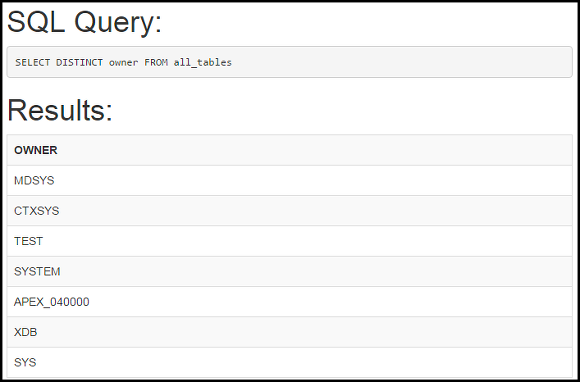 SQL Query:
SELECT DISTINCT owner FROM all_tables
Results:
OWNER
MDSYS
CTXSYS
TEST
SYSTEM
APEX_040000
XDB
SYS